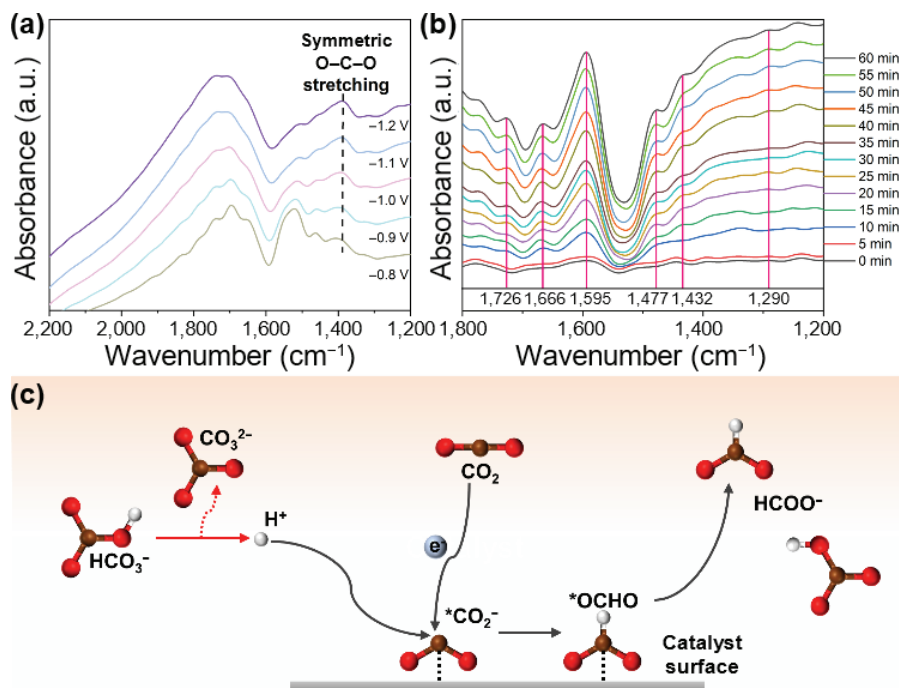 (a)
Symmetric
O–C–O
stretching
–1.2 V
–1.1 V
–1.0 V
–0.9 V
–0.8 V
Absorbance (a.u.)
2,200 2,000 1,800 1,600 1,400 1,200
Wavenumber (cm⁻¹)
(b)
60 min
55 min
50 min
45 min
40 min
35 min
30 min
25 min
20 min
15 min
10 min
5 min
0 min
Absorbance (a.u.)
1,726 1,666 1,595 1,477 1,432 1,290
1,800 1,600 1,400 1,200
Wavenumber (cm⁻¹)
(c)
CO₃²⁻
HCO₃⁻
H⁺
CO₂
e⁻
*CO₂⁻
*OCHO
HCOO⁻
Catalyst
surface